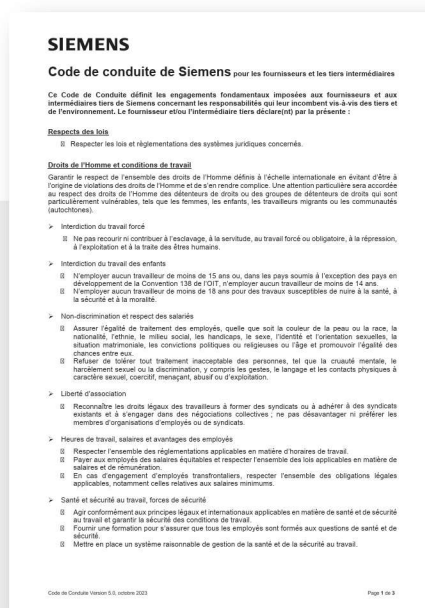 SIEMENS
Code de conduite de Siemens pour les fournisseurs et les tiers intermédiaires
Ce Code de Conduite définit les engagements fondamentaux imposées aux fournisseurs et aux
intermédiaires tiers de Siemens concernant les responsabilités qui leur incombent vis-à-vis des tiers et
de l'environnement. Le fournisseur et/ou l'intermédiaire tiers déclare(nt) par la présente :
Respects des lois
Respecter les lois et réglementations des systèmes juridiques concernés.
Droits de l'Homme et conditions de travail
Garantir le respect de l'ensemble des droits de l'Homme définis à l'échelle internationale en évitant d'être à
l'origine de violations des droits de l'Homme et de s'en rendre complice. Une attention particulière sera accordée
au respect des droits de l'Homme des détenteurs de droits ou des groupes de détenteurs de droits qui sont
particulièrement vulnérables, tels que les femmes, les enfants, les travailleurs migrants ou les communautés
(autochtones).
➢ Interdiction du travail forcé
Ne pas recourir ni contribuer à l'esclavage, à la servitude, au travail forcé ou obligatoire, à la répression,
à l'exploitation et à la traite des êtres humains.
➢ Interdiction du travail des enfants
N'employer aucun travailleur de moins de 15 ans ou, dans les pays soumis à l'exception des pays en
développement de la Convention 138 de l'OIT, n'employer aucun travailleur de moins de 14 ans.
N'employer aucun travailleur de moins de 18 ans pour des travaux susceptibles de nuire à la santé, à
la sécurité et à la moralité.
➢ Non-discrimination et respect des salariés
Assurer l'égalité de traitement des employés, quelle que soit la couleur de la peau ou la race, la
nationalité, l'ethnie, le milieu social, les handicaps, le sexe, l'identité et l'orientation sexuelles, la
situation matrimoniale, les convictions politiques ou religieuses ou l'âge et promouvoir l'égalité des
chances entre eux.
Refuser de tolérer tout traitement inacceptable des personnes, tel que la cruauté mentale, le
harcèlement sexuel ou la discrimination, y compris les gestes, le langage et les contacts physiques à
caractère sexuel, coercitif, menaçant, abusif ou d'exploitation.
➢ Liberté d'association
Reconnaître les droits légaux des travailleurs à former des syndicats ou à adhérer à des syndicats
existants et à s'engager dans des négociations collectives ; ne pas désavantager ni préférer les
membres d'organisations d'employés ou de syndicats.
➢ Heures de travail, salaires et avantages des employés
Respecter l'ensemble des réglementations applicables en matière d'horaires de travail.
Payer aux employés des salaires équitables et respecter l'ensemble des lois applicables en matière de
salaires et de rémunération.
En cas d'engagement d'employés transfrontaliers, respecter l'ensemble des obligations légales
applicables, notamment celles relatives aux salaires minimums.
➢ Santé et sécurité au travail, forces de sécurité
Agir conformément aux principes légaux et internationaux applicables en matière de santé et de sécurité
au travail et garantir la sécurité des conditions de travail.
Fournir une formation pour s'assurer que tous les employés sont formés aux questions de santé et de
sécurité.
Mettre en place un système raisonnable de gestion de la santé et de la sécurité au travail.
Code de Conduite Version 5.0, octobre 2023 Page 1 de 3